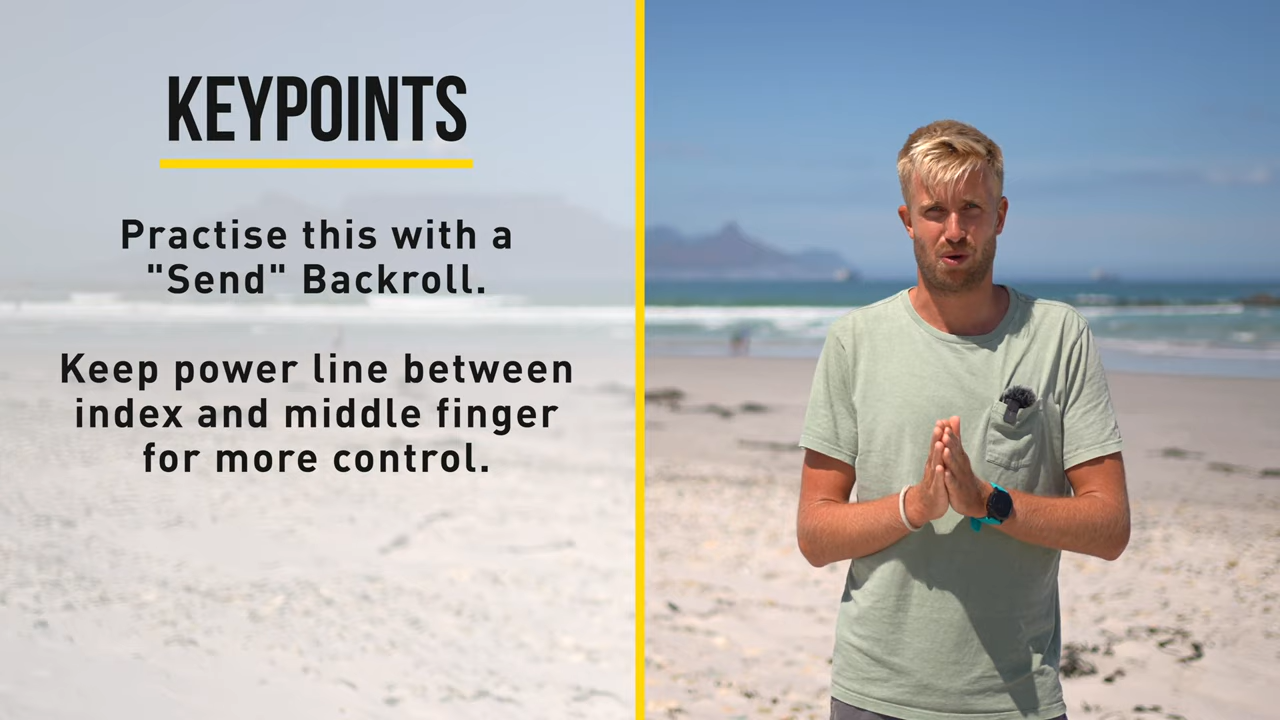 KEYPOINTS
Practise this with a
"Send" Backroll.
Keep power line between
index and middle finger
for more control.